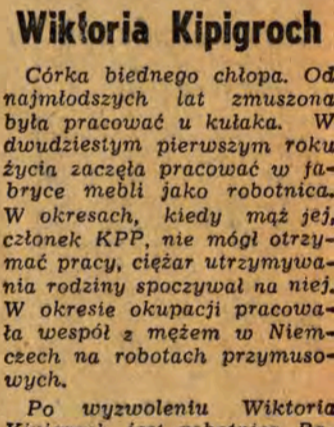 Wiktoria Kipigroch
Córka biednego chłopa. Od
najmłodszych lat zmuszona
była pracować u kułaka. W
dwudziestym pierwszym roku
życia zaczęła pracować w fa-
bryce mebli jako robotnica.
W okresach, kiedy mąż jej,
członek KPP, nie mógł otrzy-
mać pracy, ciężar utrzymywa-
nia rodziny spoczywał na niej.
W okresie okupacji pracowa-
ła wespół z mężem w Niem-
czech na robotach przymuso-
wych.
Po wyzwoleniu Wiktoria